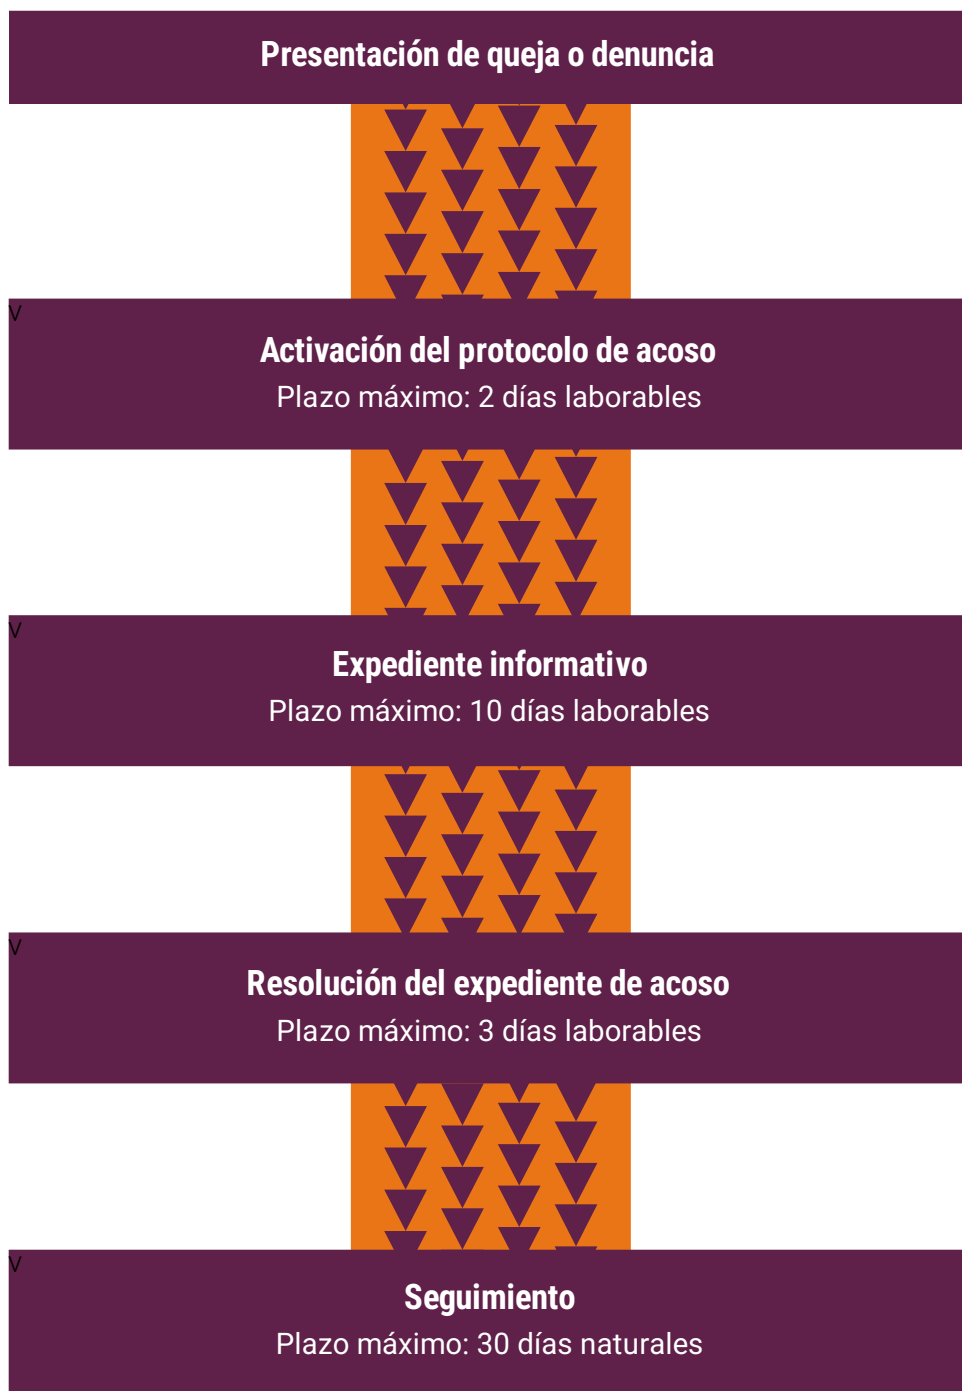 Presentación de queja o denuncia
V
Activación del protocolo de acoso
Plazo máximo: 2 días laborables
V
Expediente informativo
Plazo máximo: 10 días laborables
V
Resolución del expediente de acoso
Plazo máximo: 3 días laborables
V
Seguimiento
Plazo máximo: 30 días naturales